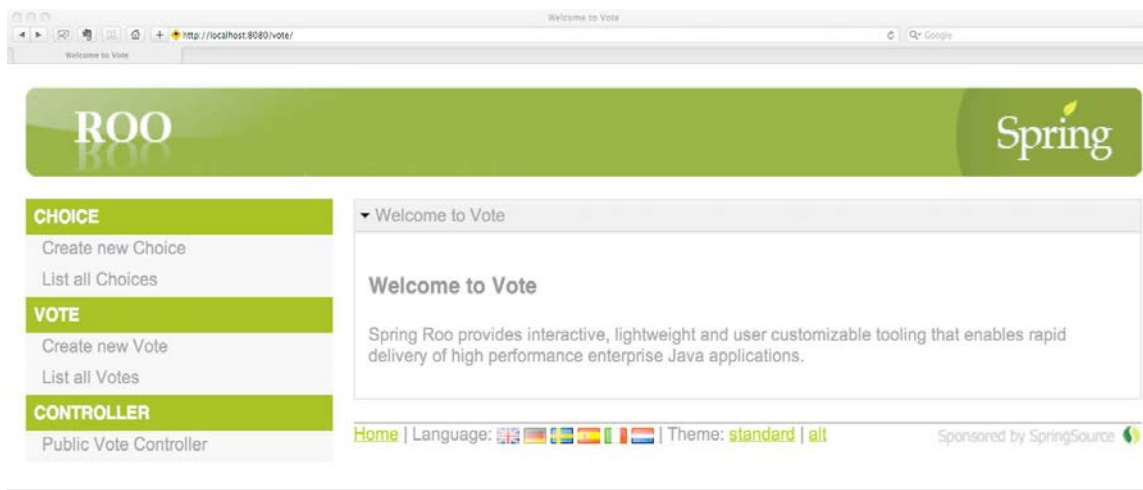 Welcome to Vote
http://localhost:8080/vote/
Google
Welcome to Vote
ROO
Spring
CHOICE
Create new Choice
List all Choices
VOTE
Create new Vote
List all Votes
CONTROLLER
Public Vote Controller
Welcome to Vote
Welcome to Vote
Spring Roo provides interactive, lightweight and user customizable tooling that enables rapid
delivery of high performance enterprise Java applications.
Home | Language: | Theme: standard | alt
Sponsored by SpringSource